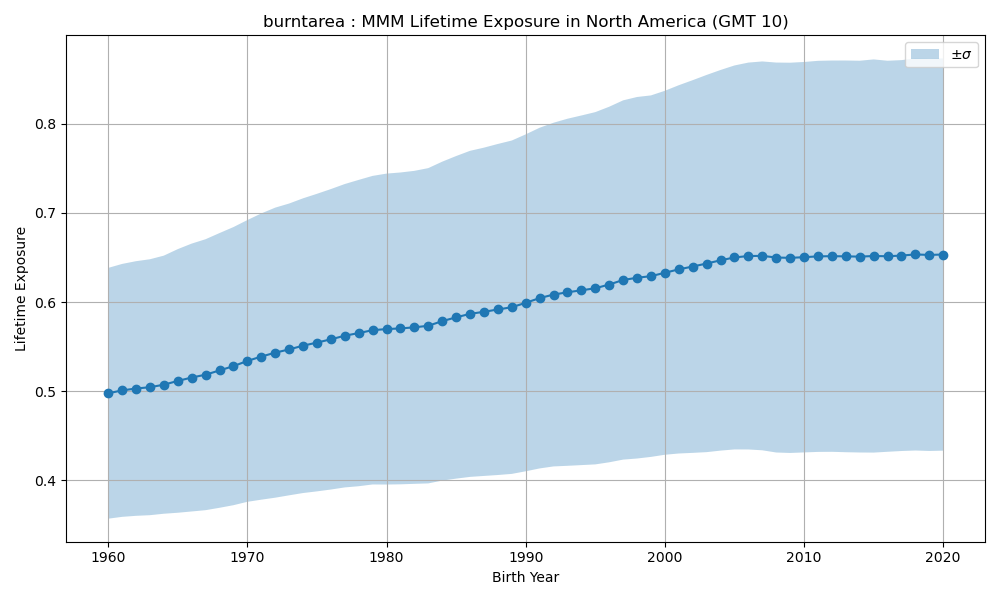 burntarea : MMM Lifetime Exposure in North America (GMT 10)
±σ
Lifetime Exposure
0.8
0.7
0.6
0.5
0.4
1960 1970 1980 1990 2000 2010 2020
Birth Year